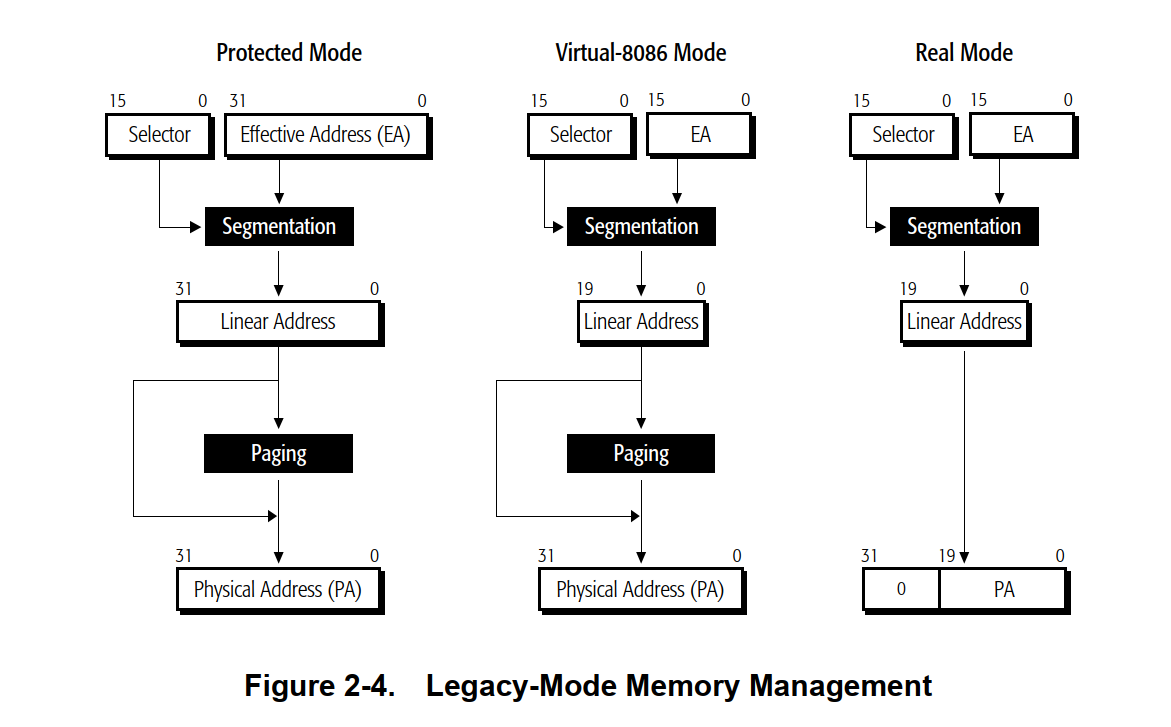 Protected Mode Virtual-8086 Mode Real Mode
15 0 31 0 15 0 15 0 15 0 15 0
Selector Effective Address (EA) Selector EA Selector EA
Segmentation Segmentation Segmentation
31 0 19 0 19 0
Linear Address Linear Address Linear Address
Paging Paging
31 0 31 0 31 19 0
Physical Address (PA) Physical Address (PA) 0 PA
Figure 2-4. Legacy-Mode Memory Management